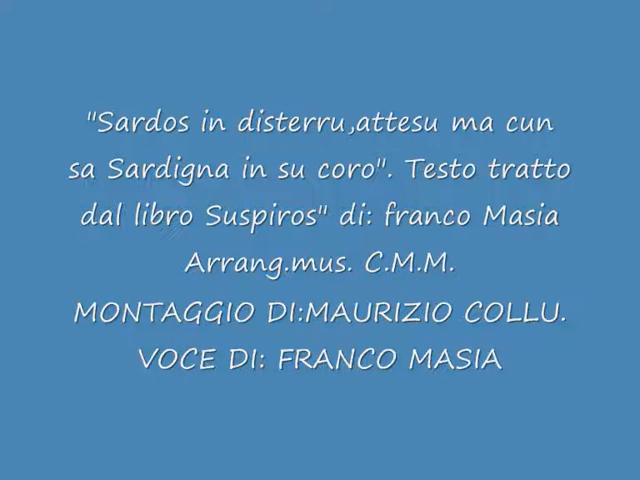 "Sardos in disterru,attesu ma cun
sa Sardigna in su coro". Testo tratto
dal libro Suspiros" di: franco Masia
Arrang.mus. C.M.M.
MONTAGGIO DI:MAURIZIO COLLU.
VOCE DI: FRANCO MASIA